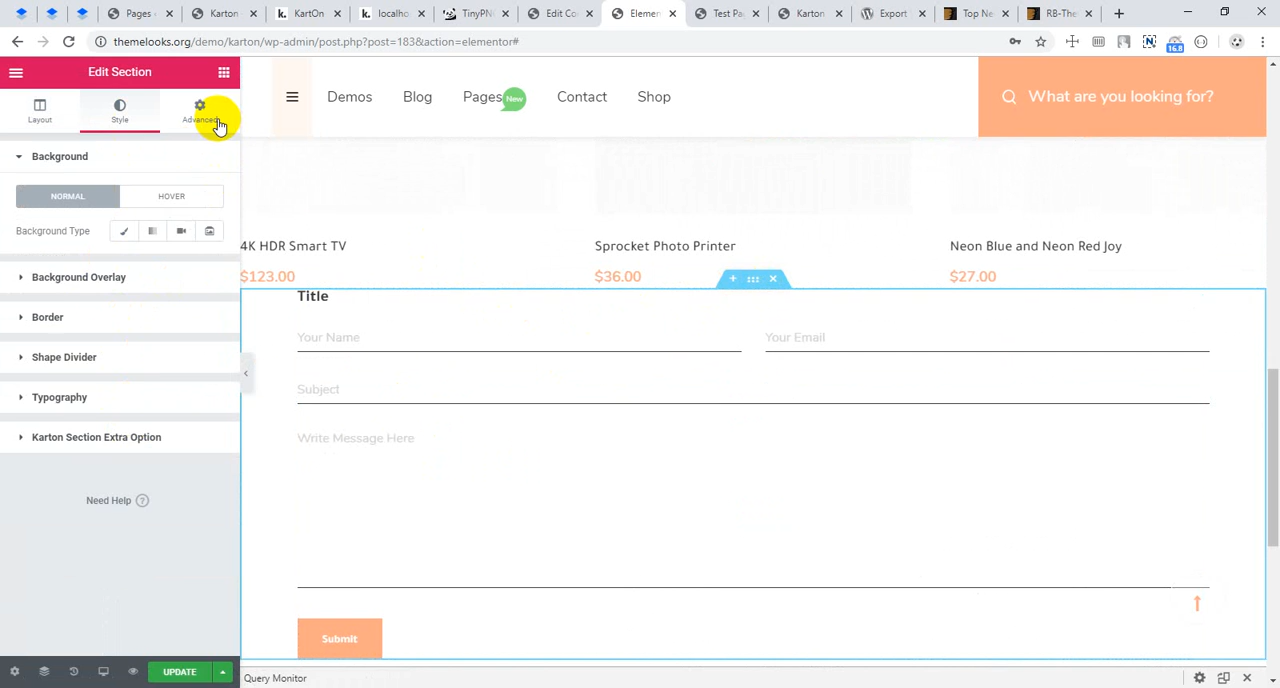 Pages
Karton
KartOn
localho
TinyPN
Edit Co
Elemen
Test Pa
Karton
Export
Top Ne
RB-The
themelooks.org/demo/karton/wp-admin/post.php?post=183&action=elementor#
16.8
Edit Section
Layout
Style
Advanced
Background
NORMAL
HOVER
Background Type
Background Overlay
Border
Shape Divider
Typography
Karton Section Extra Option
Need Help ?
UPDATE
Demos
Blog
Pages
New
Contact
Shop
What are you looking for?
4K HDR Smart TV
Sprocket Photo Printer
Neon Blue and Neon Red Joy
$123.00
$36.00
$27.00
Title
Your Name
Your Email
Subject
Write Message Here
Submit
Query Monitor